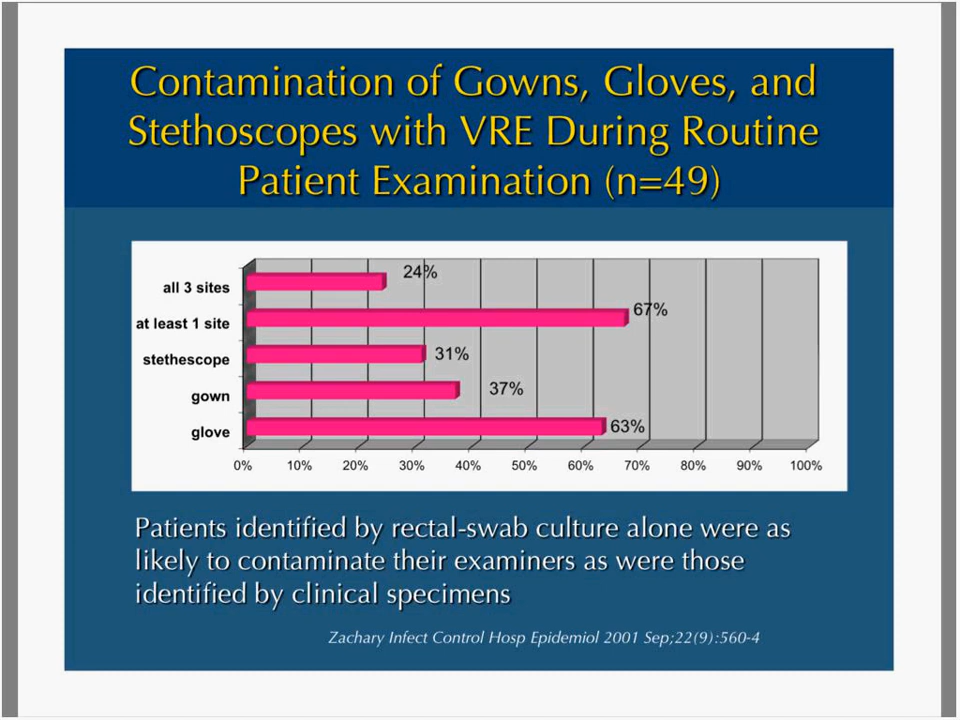 Contamination of Gowns, Gloves, and
Stethoscopes with VRE During Routine
Patient Examination (n=49)
all 3 sites
24%
at least 1 site
67%
stethescope
31%
gown
37%
glove
63%
0% 10% 20% 30% 40% 50% 60% 70% 80% 90% 100%
Patients identified by rectal-swab culture alone were as
likely to contaminate their examiners as were those
identified by clinical specimens
Zachary Infect Control Hosp Epidemiol 2001 Sep;22(9):560-4